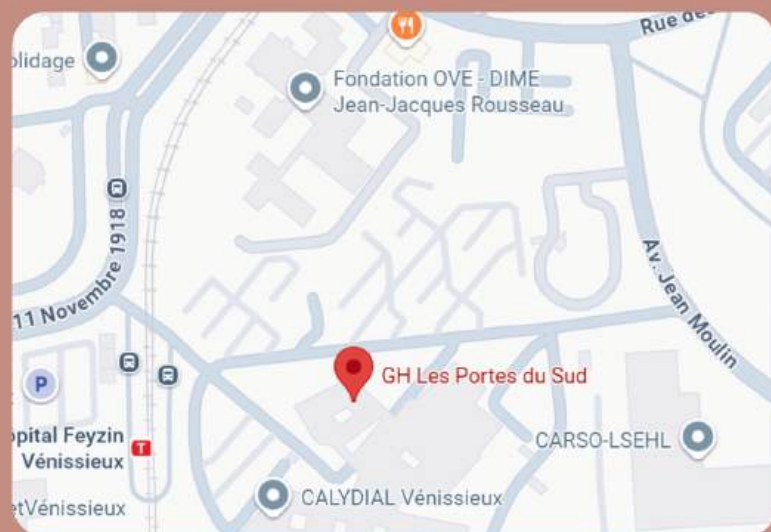 Rue des
olidage
Fondation OVE - DIME
Jean-Jacques Rousseau
11 Novembre 1918
Av. Jean Moulin
P
GH Les Portes du Sud
opital Feyzin
Vénissieux
T
CARSO-LSEHL
CALYDIAL Vénissieux
etVénissieux